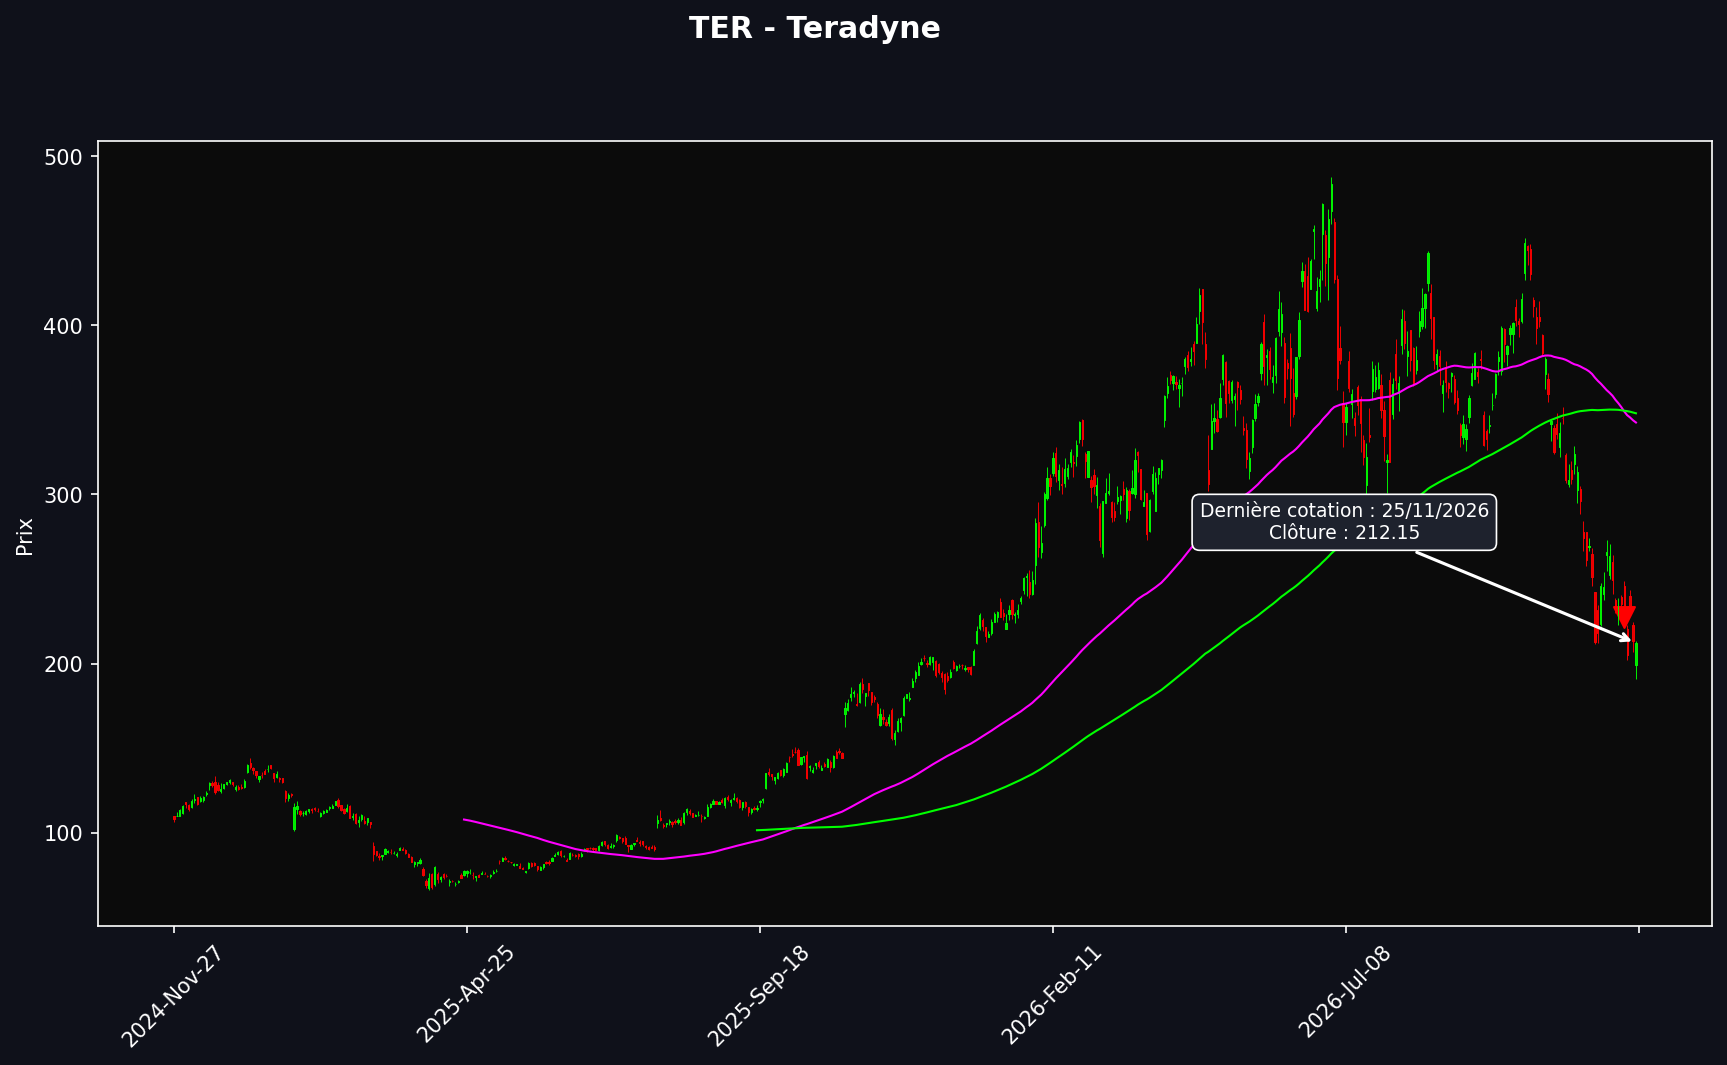 TER - Teradyne
500
400
300
200
100
Prix
Dernière cotation : 25/11/2026
Clôture : 212.15
2024-Nov-27
2025-Apr-25
2025-Sep-18
2026-Feb-11
2026-Jul-08